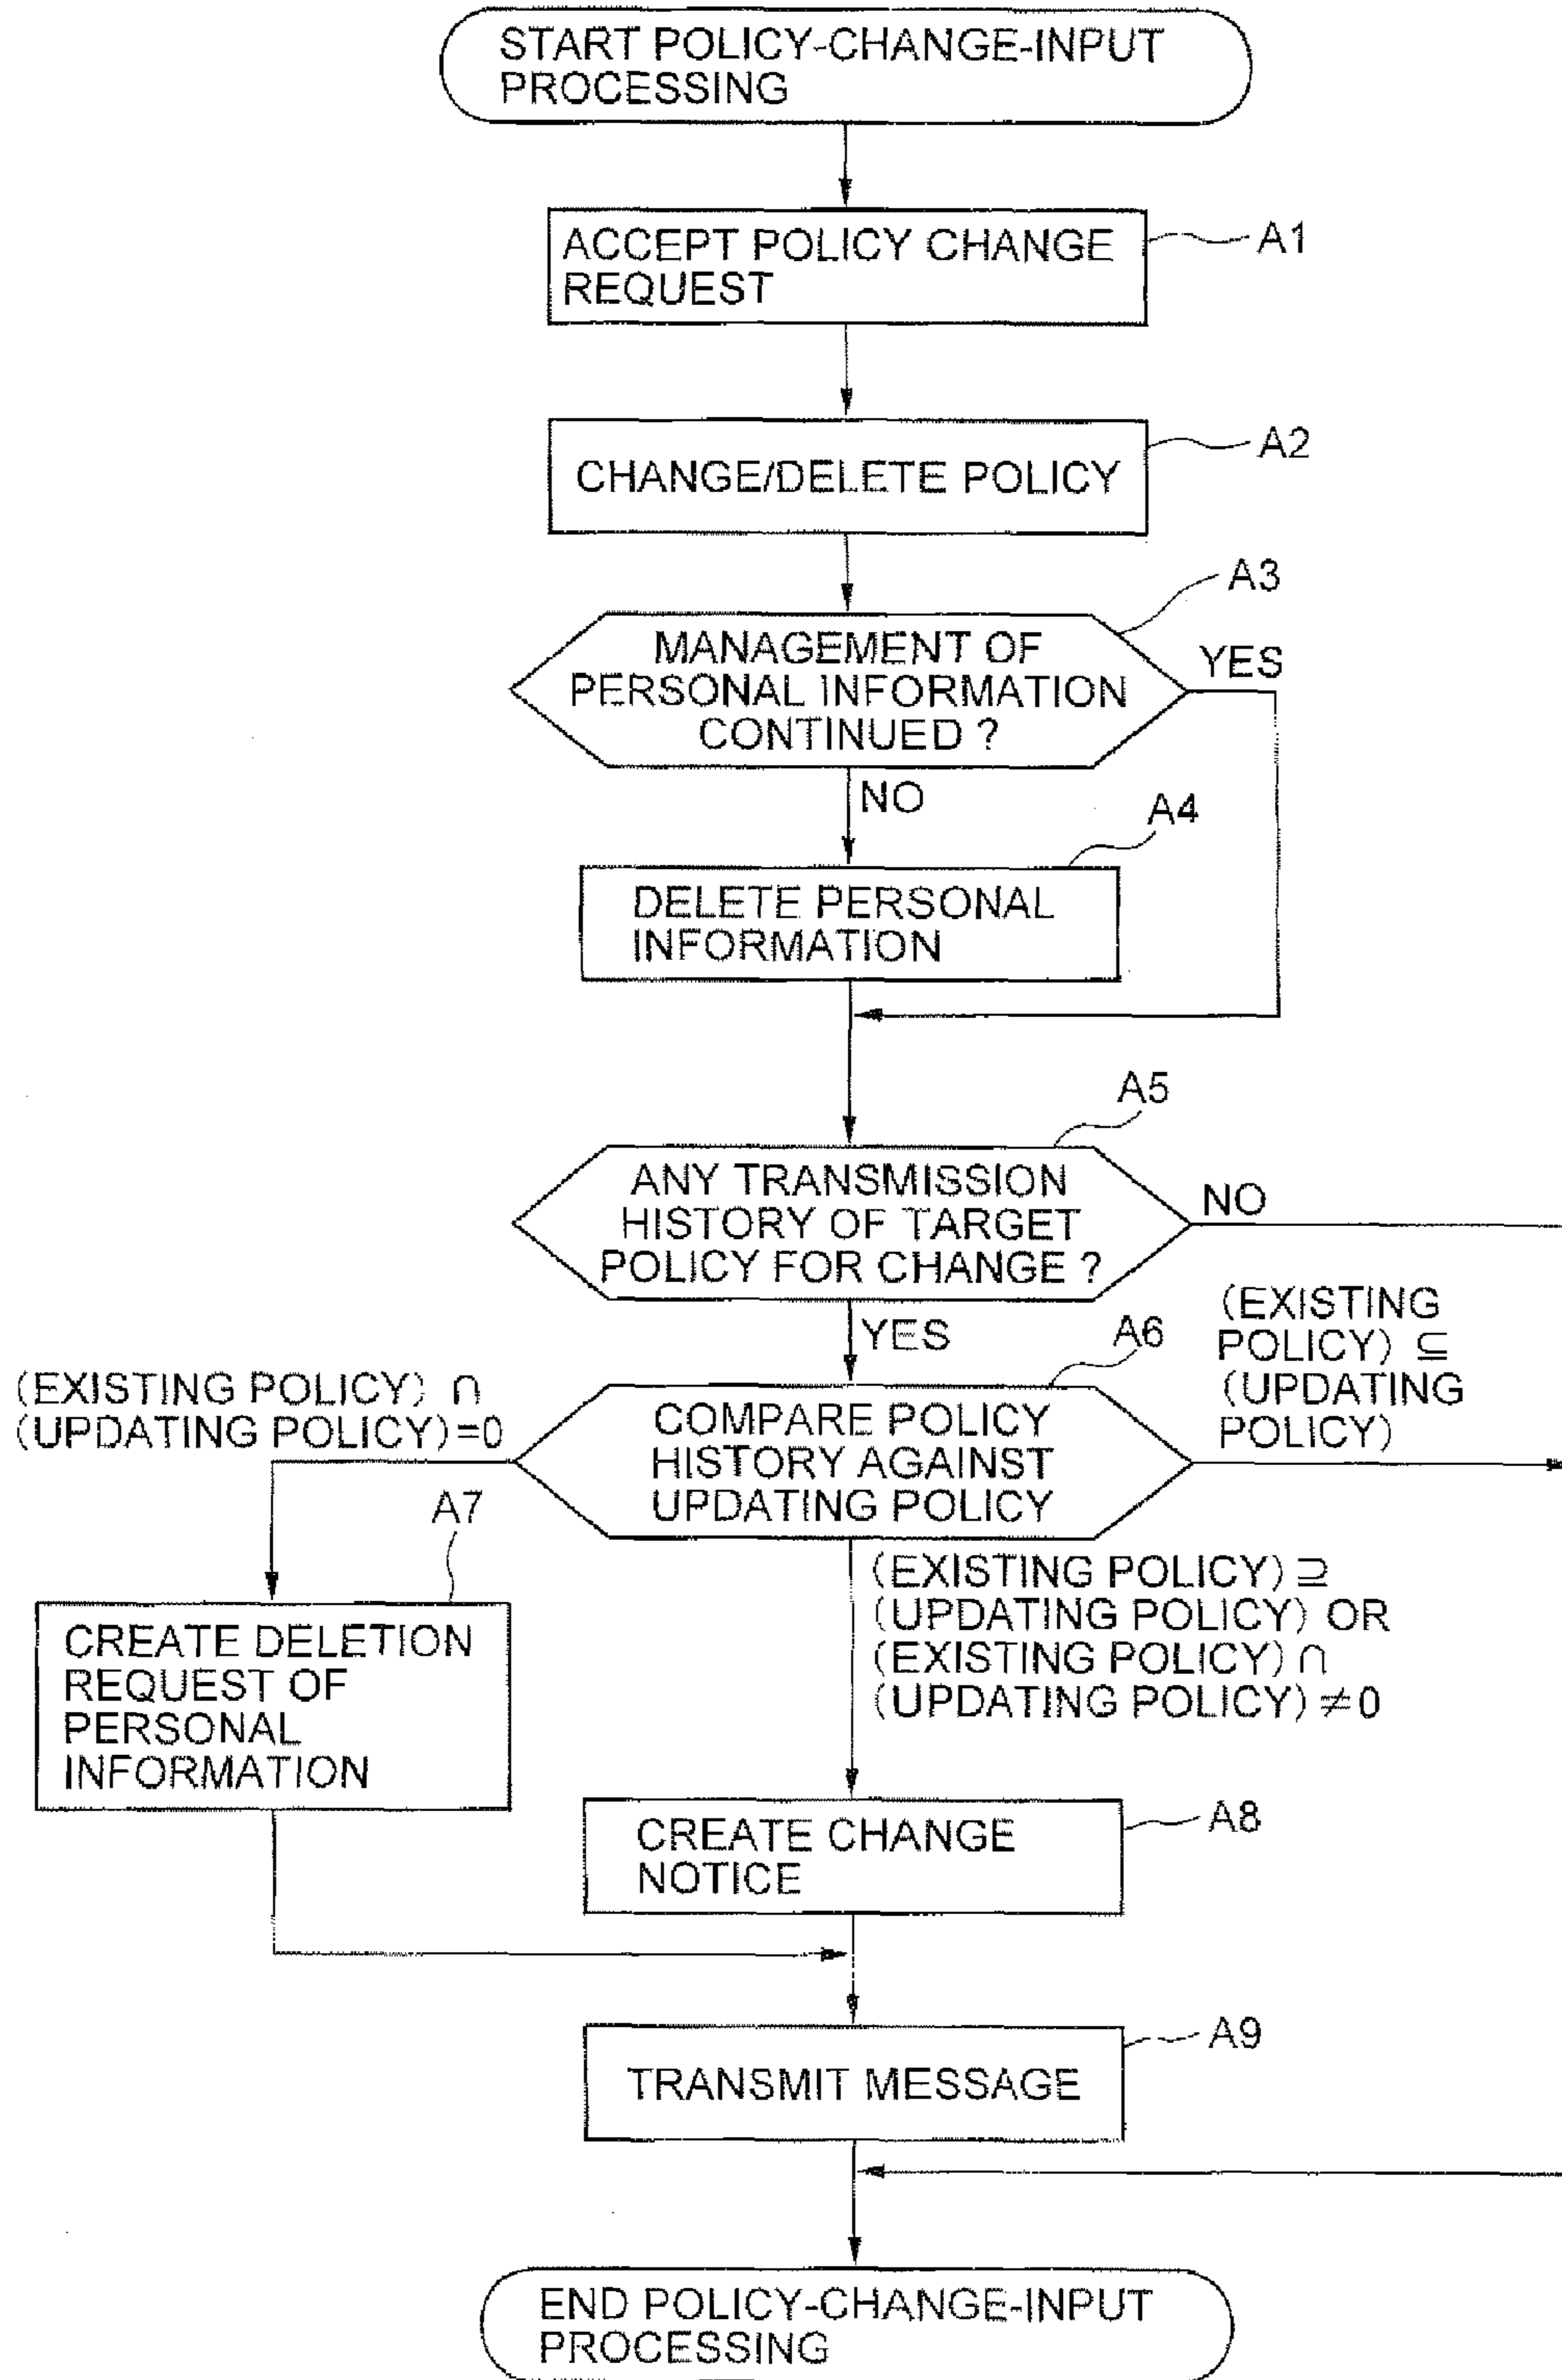 START POLICY-CHANGE-INPUT
PROCESSING
ACCEPT POLICY CHANGE
REQUEST
A1
CHANGE/DELETE POLICY
A2
A3
MANAGEMENT OF
PERSONAL INFORMATION
CONTINUED ?
YES
NO
A4
DELETE PERSONAL
INFORMATION
A5
ANY TRANSMISSION
HISTORY OF TARGET
POLICY FOR CHANGE ?
NO
YES
A6
(EXISTING
POLICY) ⊆
(UPDATING
POLICY)
(EXISTING POLICY) ∩
(UPDATING POLICY)=0
COMPARE POLICY
HISTORY AGAINST
UPDATING POLICY
A7
(EXISTING POLICY) ⊇
(UPDATING POLICY) OR
(EXISTING POLICY) ∩
(UPDATING POLICY) ≠0
CREATE DELETION
REQUEST OF
PERSONAL
INFORMATION
CREATE CHANGE
NOTICE
A8
TRANSMIT MESSAGE
A9
END POLICY-CHANGE-INPUT
PROCESSING